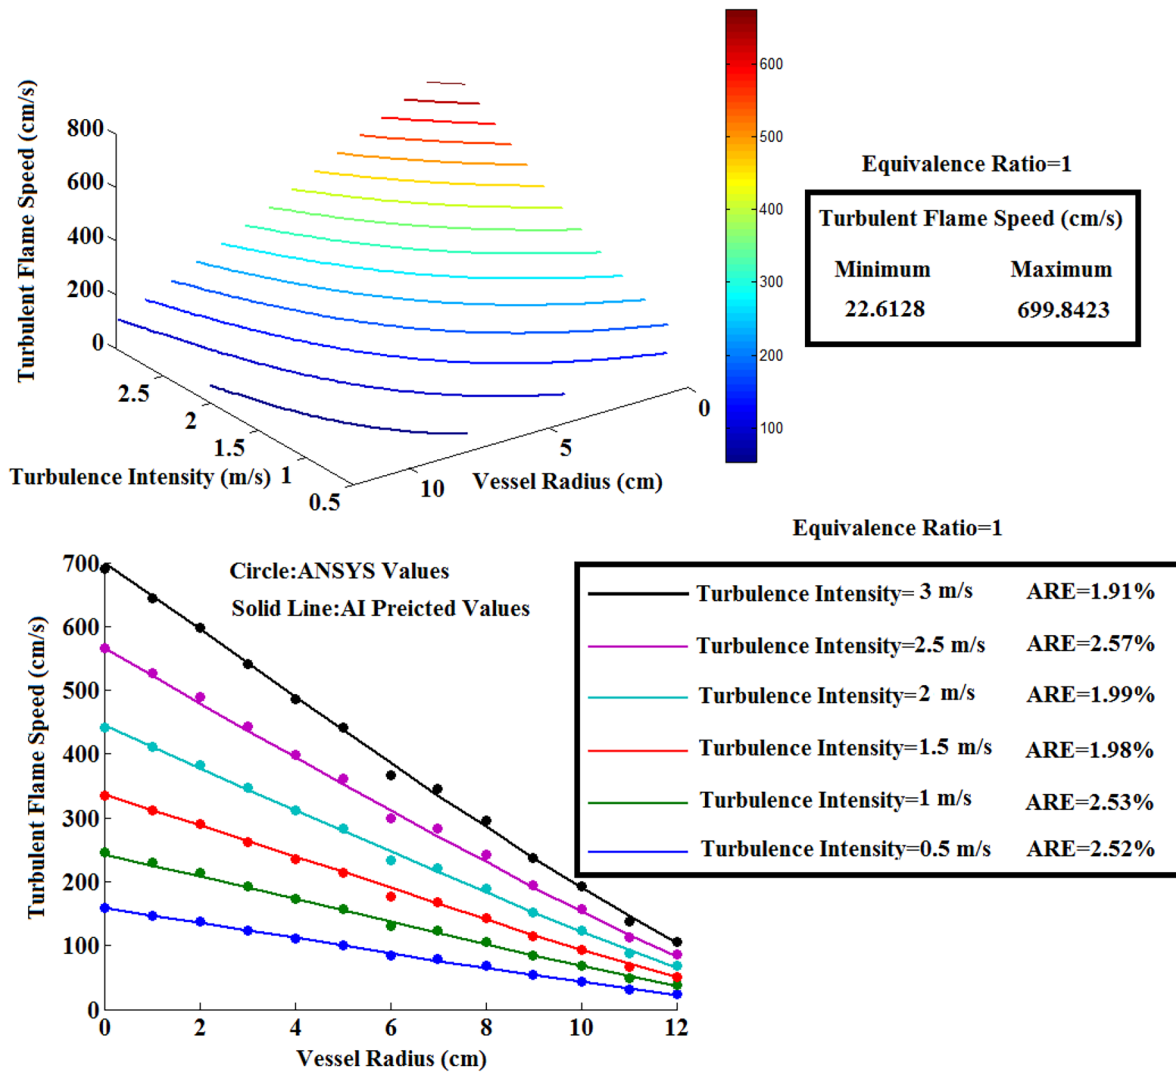 Turbulent Flame Speed (cm/s)
800
600
400
200
0
2.5
2
1.5
1
0.5
Turbulence Intensity (m/s)
10
5
0
Vessel Radius (cm)
600
500
400
300
200
100
Equivalence Ratio=1
Turbulent Flame Speed (cm/s)
Minimum Maximum
22.6128 699.8423
Turbulent Flame Speed (cm/s)
700
600
500
400
300
200
100
0
0 2 4 6 8 10 12
Vessel Radius (cm)
Circle:ANSYS Values
Solid Line:AI Preicted Values
Equivalence Ratio=1
Turbulence Intensity= 3 m/s ARE=1.91%
Turbulence Intensity=2.5 m/s ARE=2.57%
Turbulence Intensity=2 m/s ARE=1.99%
Turbulence Intensity=1.5 m/s ARE=1.98%
Turbulence Intensity=1 m/s ARE=2.53%
Turbulence Intensity=0.5 m/s ARE=2.52%